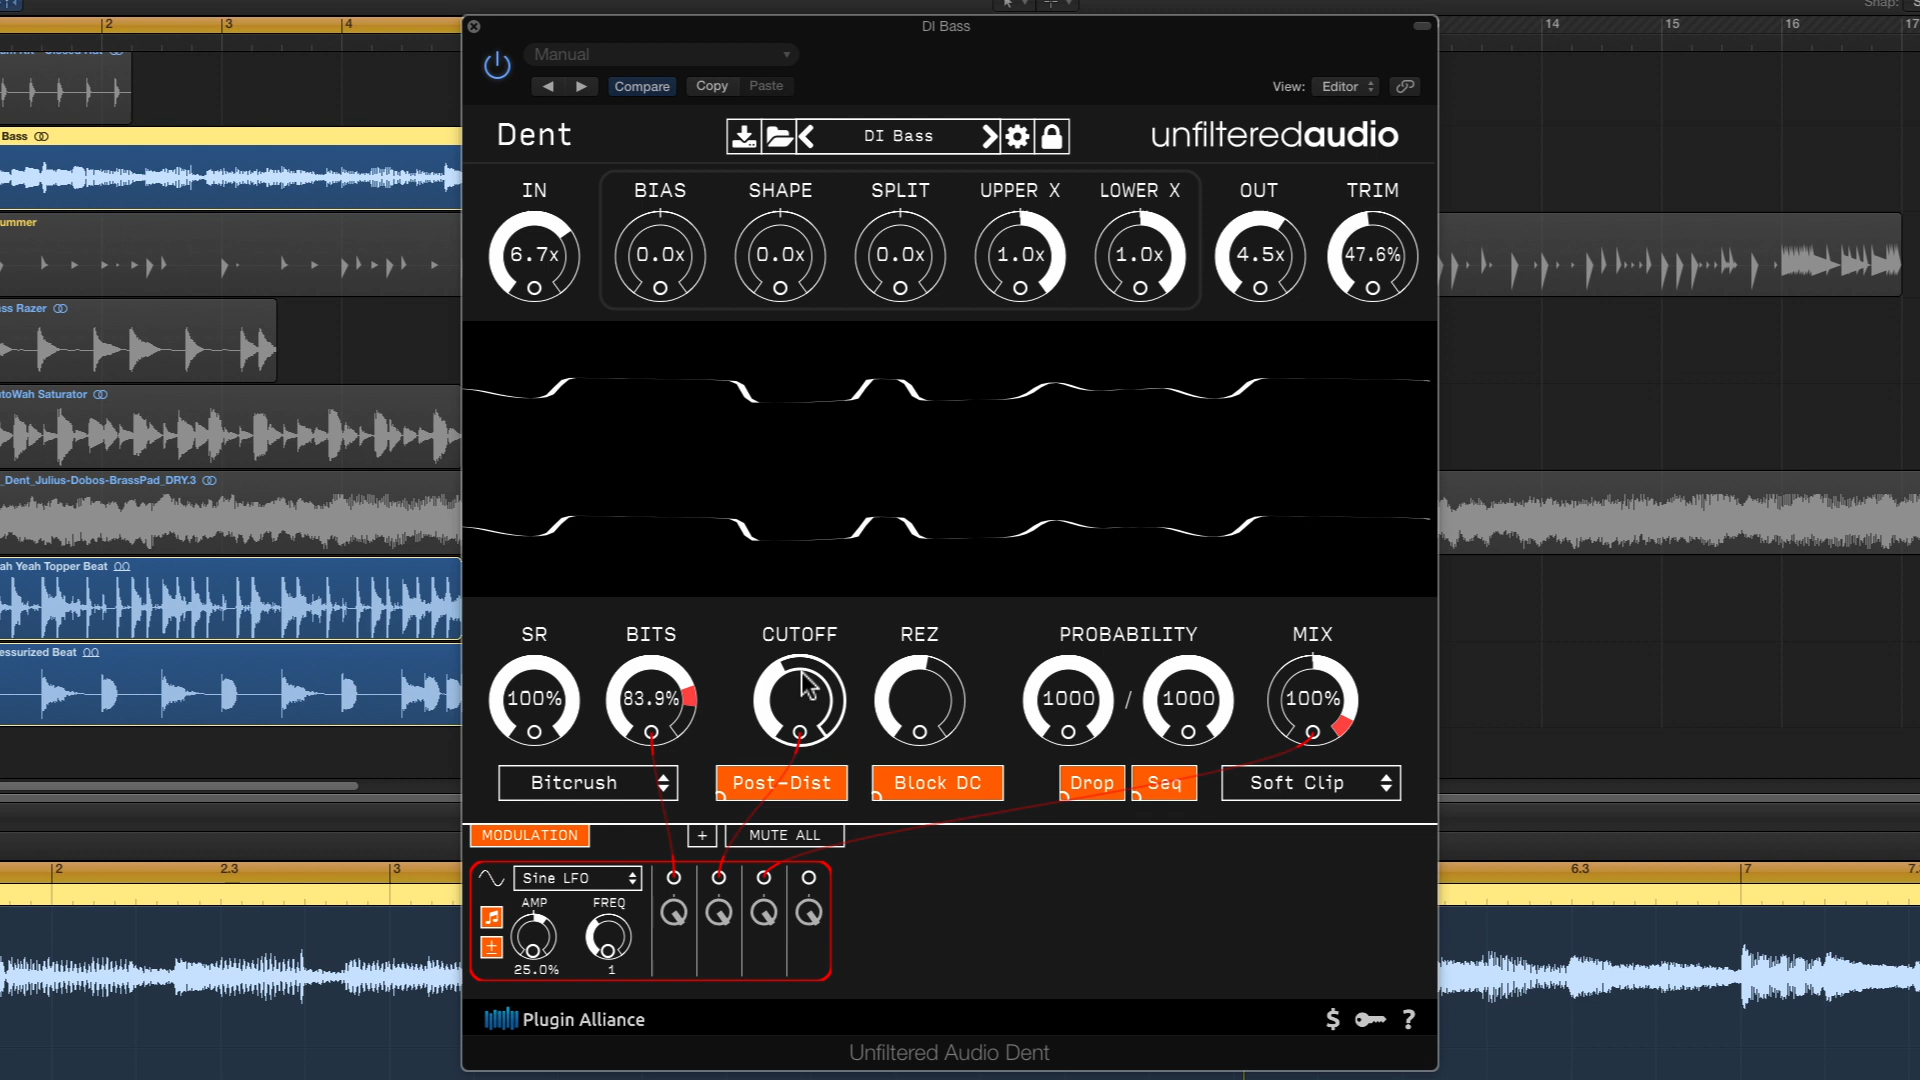 DI Bass
Snap:
2
3
4
14
15
16
17
Manual
Compare
Copy
Paste
View:
Editor
Bass
ummer
ss Razer
toWah Saturator
_Dent_Julius-Dobos-BrassPad_DRY.3
ah Yeah Topper Beat
essurized Beat
Dent
DI Bass
unfilteredaudio
IN
BIAS
SHAPE
SPLIT
UPPER X
LOWER X
OUT
TRIM
6.7x
0.0x
0.0x
0.0x
1.0x
1.0x
4.5x
47.6%
SR
BITS
CUTOFF
REZ
PROBABILITY
MIX
100%
83.9%
1000
/
1000
100%
Bitcrush
Post-Dist
Block DC
Drop
Seq
Soft Clip
MODULATION
+
MUTE ALL
Sine LFO
AMP
FREQ
25.0%
1
2
2.3
3
6.3
7
Plugin Alliance
$
?
Unfiltered Audio Dent